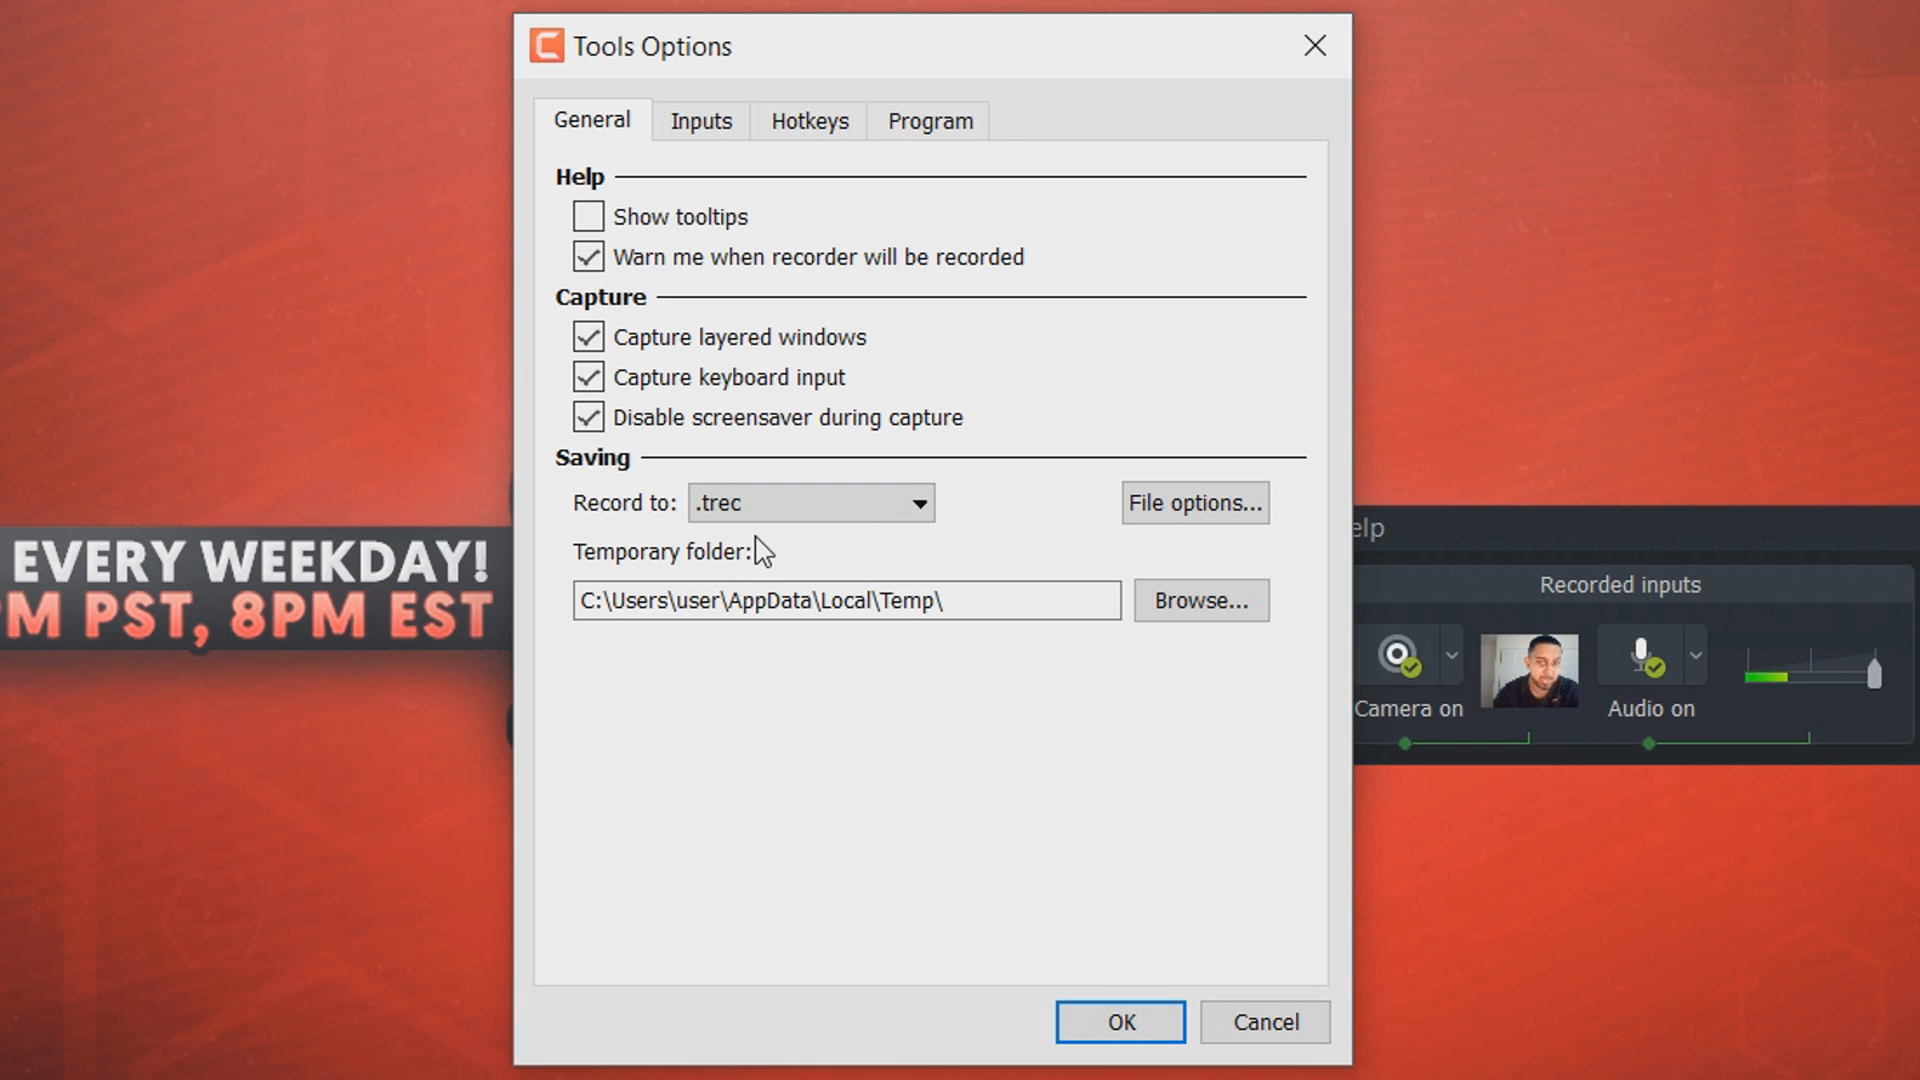 Tools Options
General
Inputs
Hotkeys
Program
Help
Show tooltips
Warn me when recorder will be recorded
Capture
Capture layered windows
Capture keyboard input
Disable screensaver during capture
Saving
Record to: .trec
File options...
Temporary folder:
C:\Users\user\AppData\Local\Temp\
Browse...
OK
Cancel
EVERY WEEKDAY!
M PST, 8PM EST
elp
Recorded inputs
Camera on
Audio on